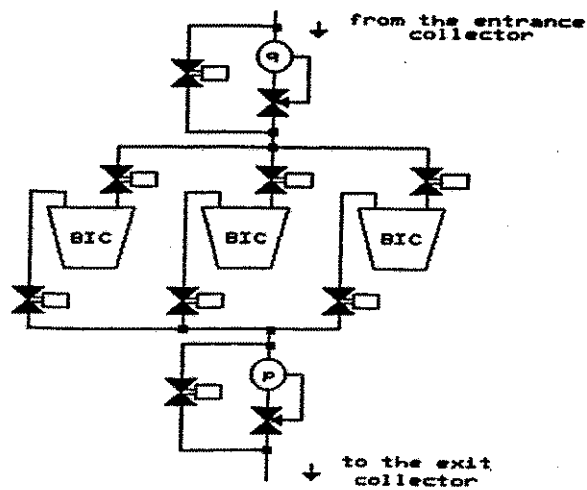 from the entrance
collector
q
BIC BIC BIC
p
to the exit
collector